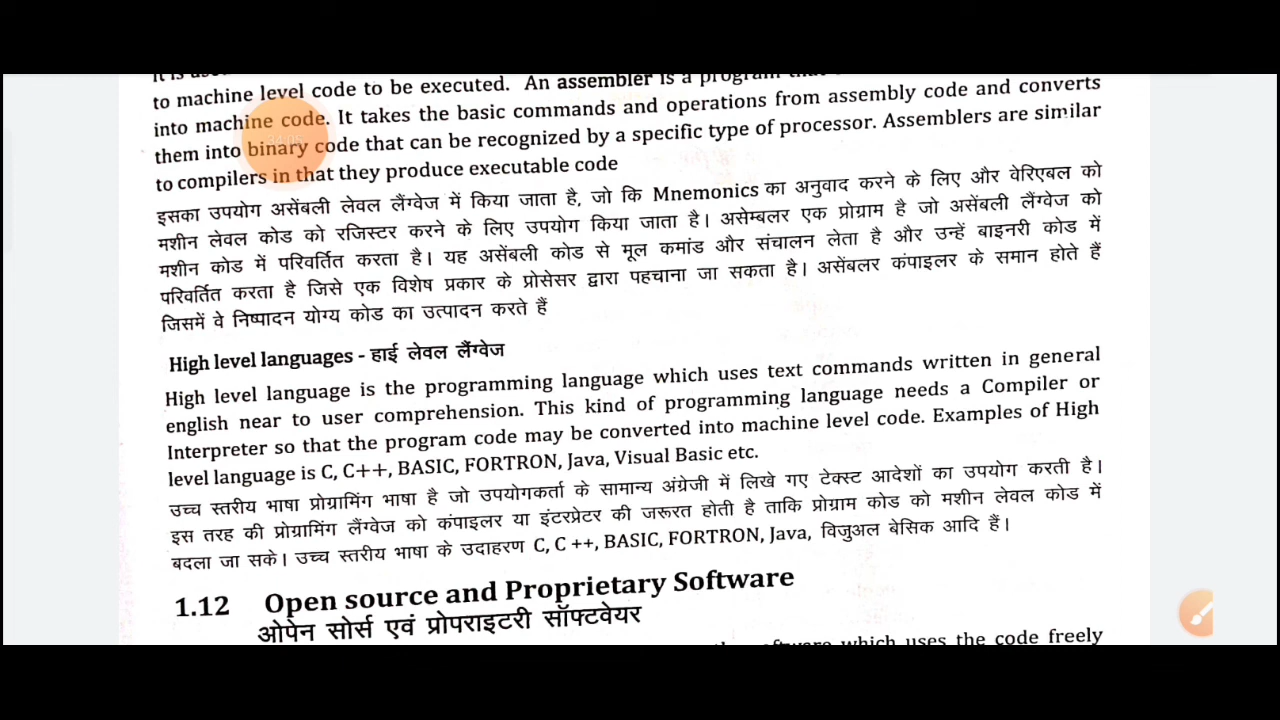 It is
to machine level code to be executed. An assembler is a program
into machine code. It takes the basic commands and operations from assembly code and converts
them into binary code that can be recognized by a specific type of processor. Assemblers are similar
to compilers in that they produce executable code
इसका उपयोग असेंबली लेवल लैंग्वेज में किया जाता है, जो कि Mnemonics का अनुवाद करने के लिए और वेरिएबल को
मशीन लेवल कोड को रजिस्टर करने के लिए उपयोग किया जाता है। असेम्बलर एक प्रोग्राम है जो असेंबली लैंग्वेज को
मशीन कोड में परिवर्तित करता है। यह असेंबली कोड से मूल कमांड और संचालन लेता है और उन्हें बाइनरी कोड में
परिवर्तित करता है जिसे एक विशेष प्रकार के प्रोसेसर द्वारा पहचाना जा सकता है। असेंबलर कंपाइलर के समान होते हैं
जिसमें वे निष्पादन योग्य कोड का उत्पादन करते हैं
High level languages - हाई लेवल लैंग्वेज
High level language is the programming language which uses text commands written in general
english near to user comprehension. This kind of programming language needs a Compiler or
Interpreter so that the program code may be converted into machine level code. Examples of High
level language is C, C++, BASIC, FORTRON, Java, Visual Basic etc.
उच्च स्तरीय भाषा प्रोग्रामिंग भाषा है जो उपयोगकर्ता के सामान्य अंग्रेजी में लिखे गए टेक्स्ट आदेशों का उपयोग करती है।
इस तरह की प्रोग्रामिंग लैंग्वेज को कंपाइलर या इंटरप्रेटर की जरूरत होती है ताकि प्रोग्राम कोड को मशीन लेवल कोड में
बदला जा सके। उच्च स्तरीय भाषा के उदाहरण C, C ++, BASIC, FORTRON, Java, विजुअल बेसिक आदि हैं।
1.12 Open source and Proprietary Software
ओपेन सोर्स एवं प्रोपराइटरी सॉफ्टवेयर
software which uses the code freely